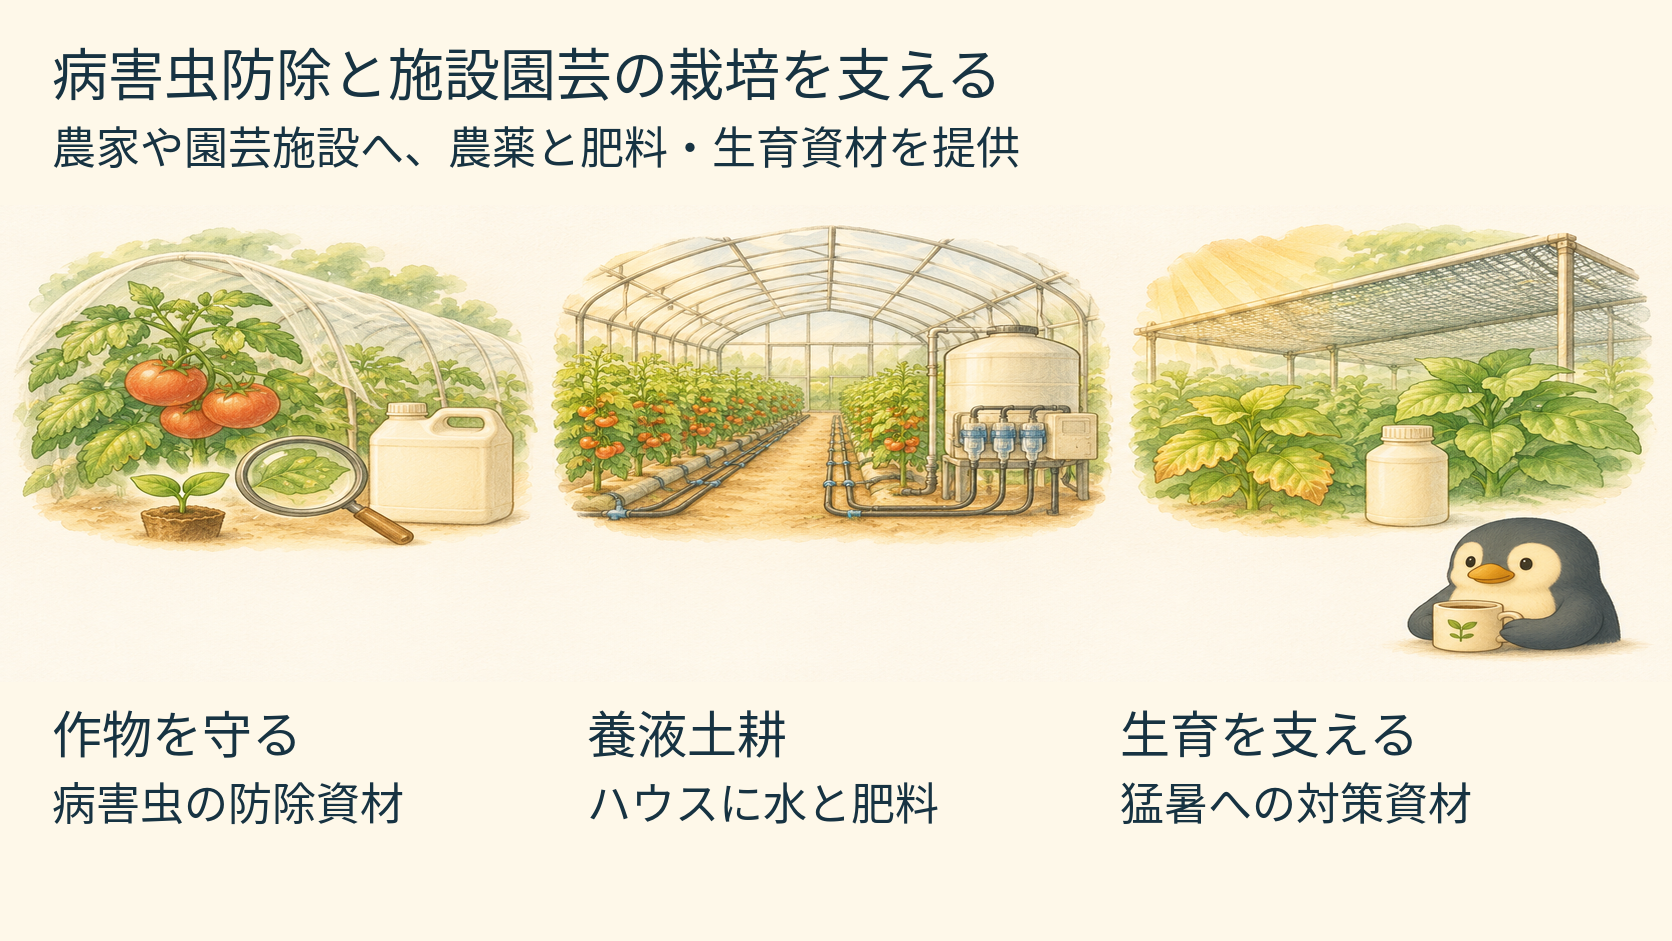 病害虫防除と施設園芸の栽培を支える
農家や園芸施設へ、農薬と肥料・生育資材を提供
作物を守る
病害虫の防除資材
養液土耕
ハウスに水と肥料
生育を支える
猛暑への対策資材